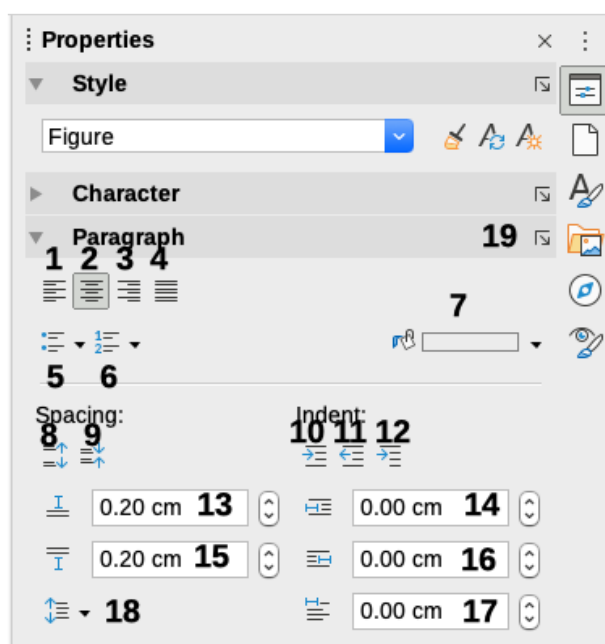 Properties
Style
Figure
Character
Paragraph 19
1 2 3 4
7
5 6
Spacing: Indent:
8 9 10 11 12
0.20 cm 13 0.00 cm 14
0.20 cm 15 0.00 cm 16
18 0.00 cm 17